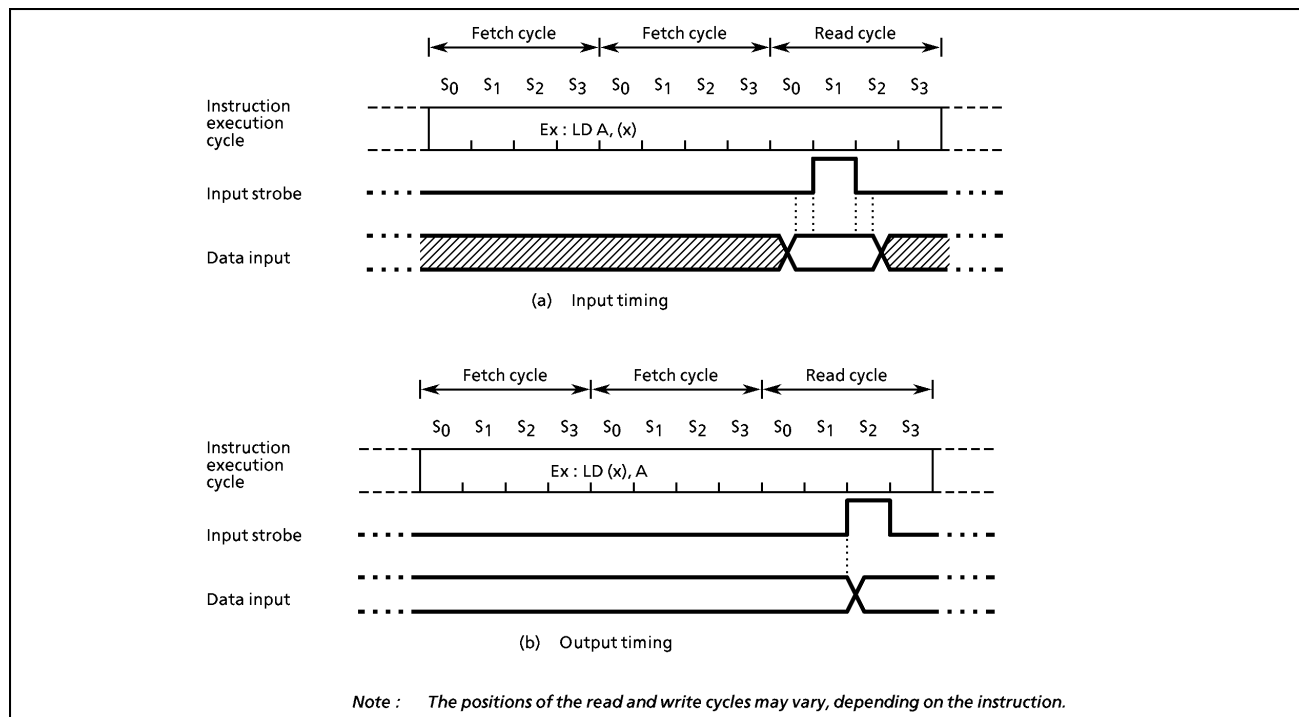 Fetch cycle Fetch cycle Read cycle
S0 S1 S2 S3 S0 S1 S2 S3 S0 S1 S2 S3
Instruction
execution
cycle
Ex : LD A, (x)
Input strobe
Data input
(a) Input timing
Fetch cycle Fetch cycle Read cycle
S0 S1 S2 S3 S0 S1 S2 S3 S0 S1 S2 S3
Instruction
execution
cycle
Ex : LD (x), A
Input strobe
Data input
(b) Output timing
Note : The positions of the read and write cycles may vary, depending on the instruction.